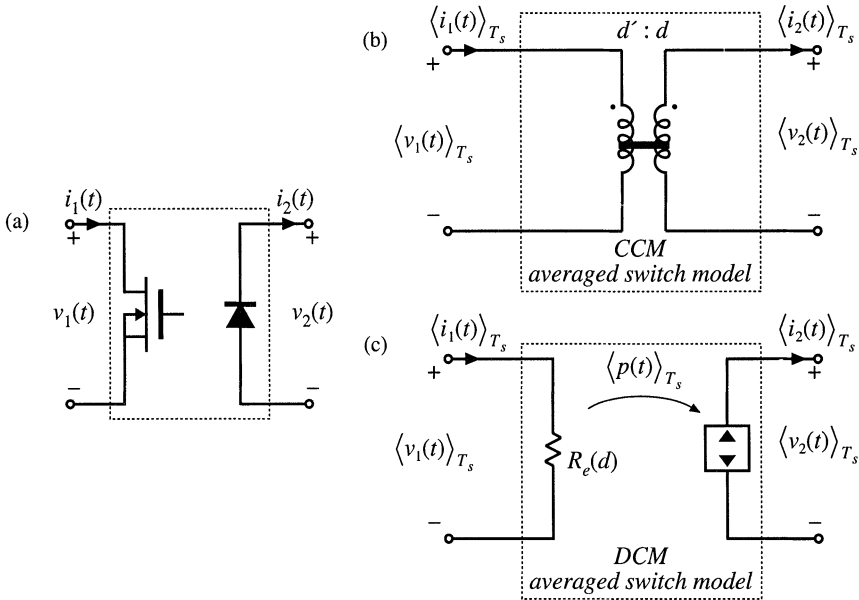 (a)
i₁(t)
i₂(t)
+
+
v₁(t)
v₂(t)
−
−
(b)
⟨i₁(t)⟩Tₛ
d´ : d
⟨i₂(t)⟩Tₛ
+
+
⟨v₁(t)⟩Tₛ
⟨v₂(t)⟩Tₛ
−
−
CCM
averaged switch model
(c)
⟨i₁(t)⟩Tₛ
⟨p(t)⟩Tₛ
⟨i₂(t)⟩Tₛ
+
+
⟨v₁(t)⟩Tₛ
Rₑ(d)
⟨v₂(t)⟩Tₛ
−
−
DCM
averaged switch model